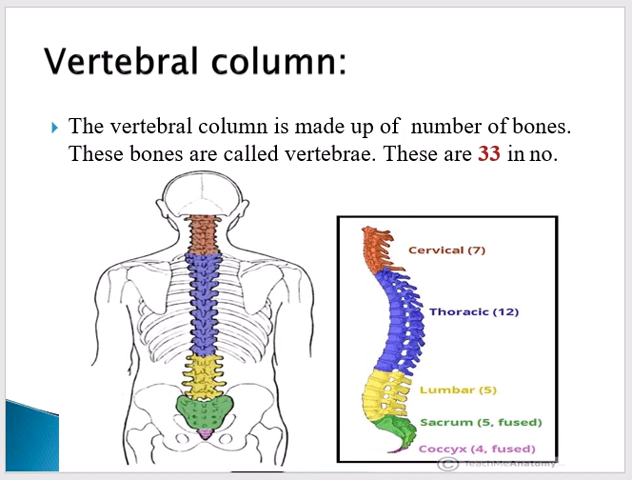 Vertebral column:
The vertebral column is made up of number of bones.
These bones are called vertebrae. These are 33 in no.
Cervical (7)
Thoracic (12)
Lumbar (5)
Sacrum (5, fused)
Coccyx (4, fused)
© TeachMeAnatomy